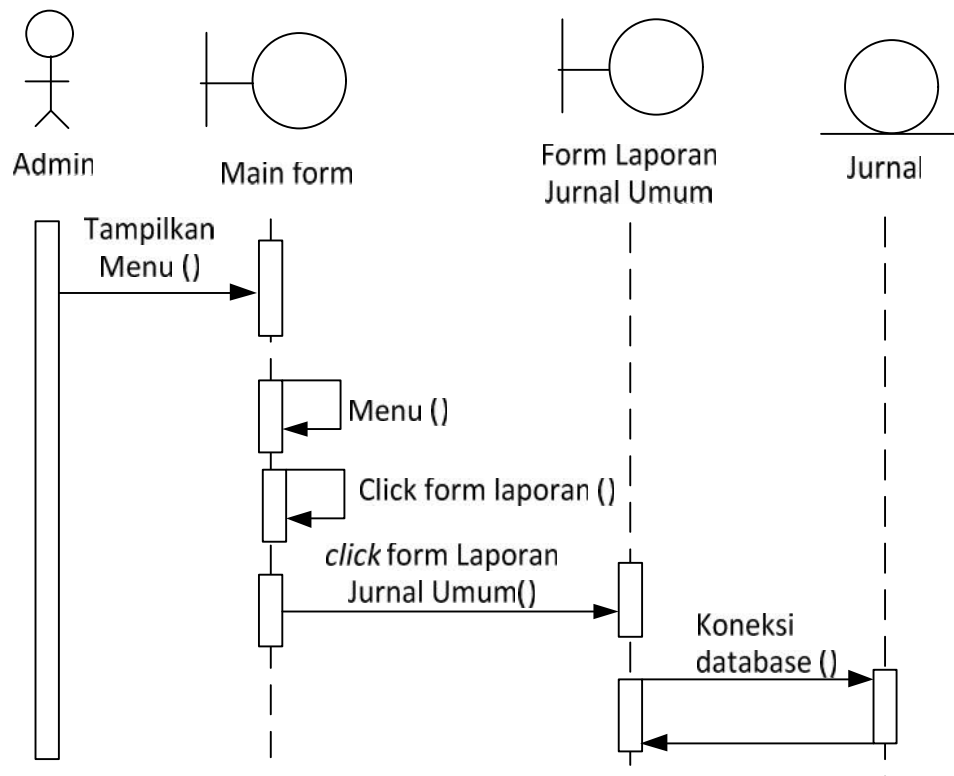 Admin
Main form
Form Laporan
Jurnal Umum
Jurnal
Tampilkan
Menu ()
Menu ()
Click form laporan ()
click form Laporan
Jurnal Umum()
Koneksi
database ()